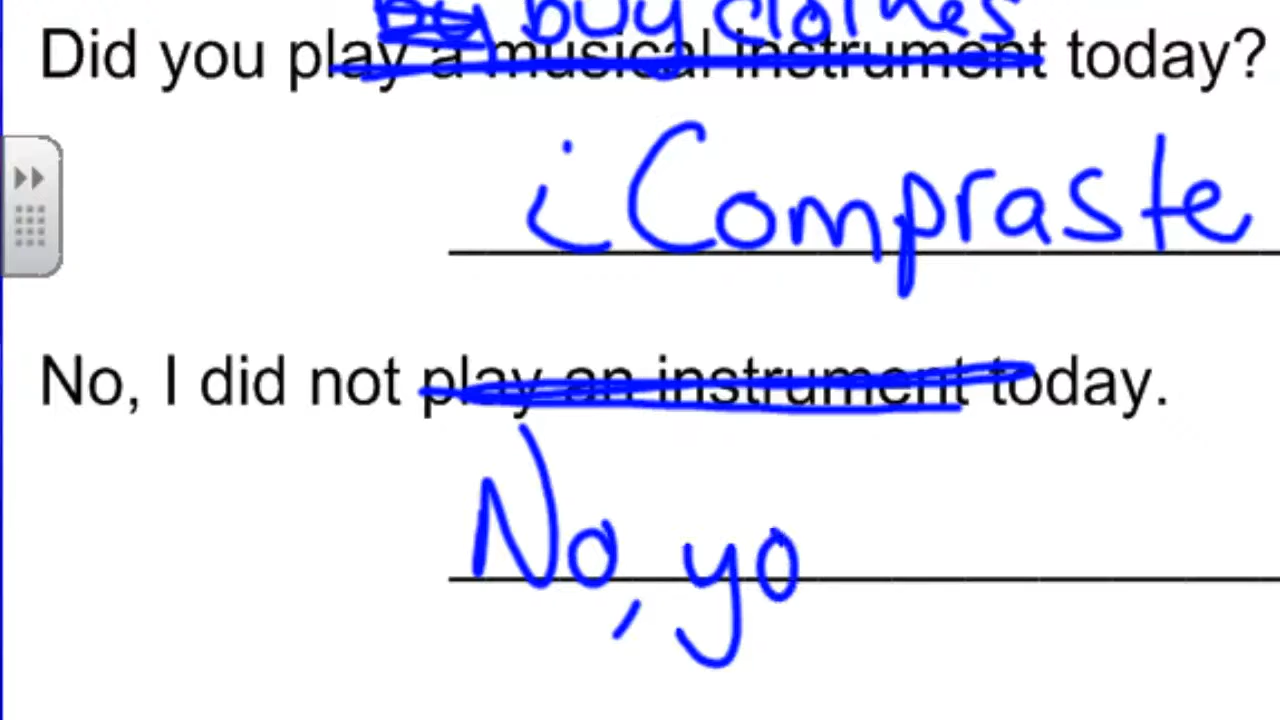 buy clothes
Did you play a musical instrument today?
¿Compraste
No, I did not play an instrument today.
No, yo